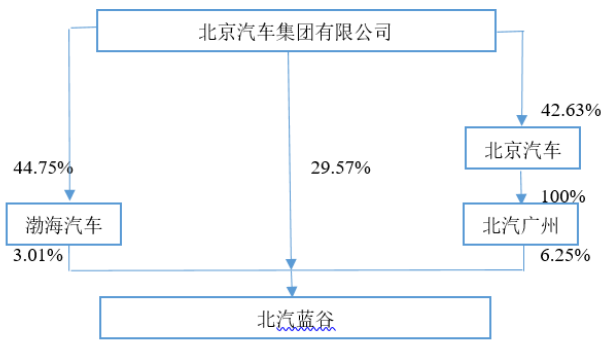 北京汽车集团有限公司
42.63%
北京汽车
44.75%
29.57%
100%
渤海汽车
北汽广州
3.01%
6.25%
北汽蓝谷